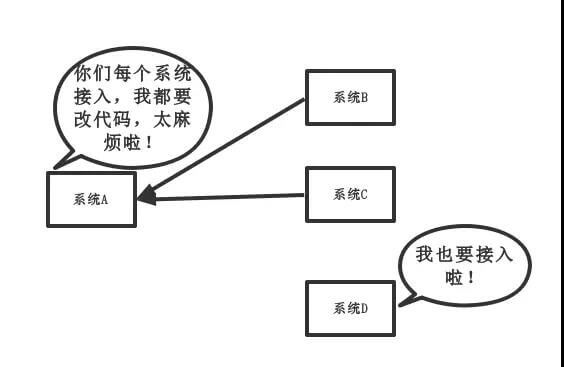 你们每个系统
接入，我都要
改代码，太麻
烦啦！
系统A
系统B
系统C
我也要接入
啦！
系统D